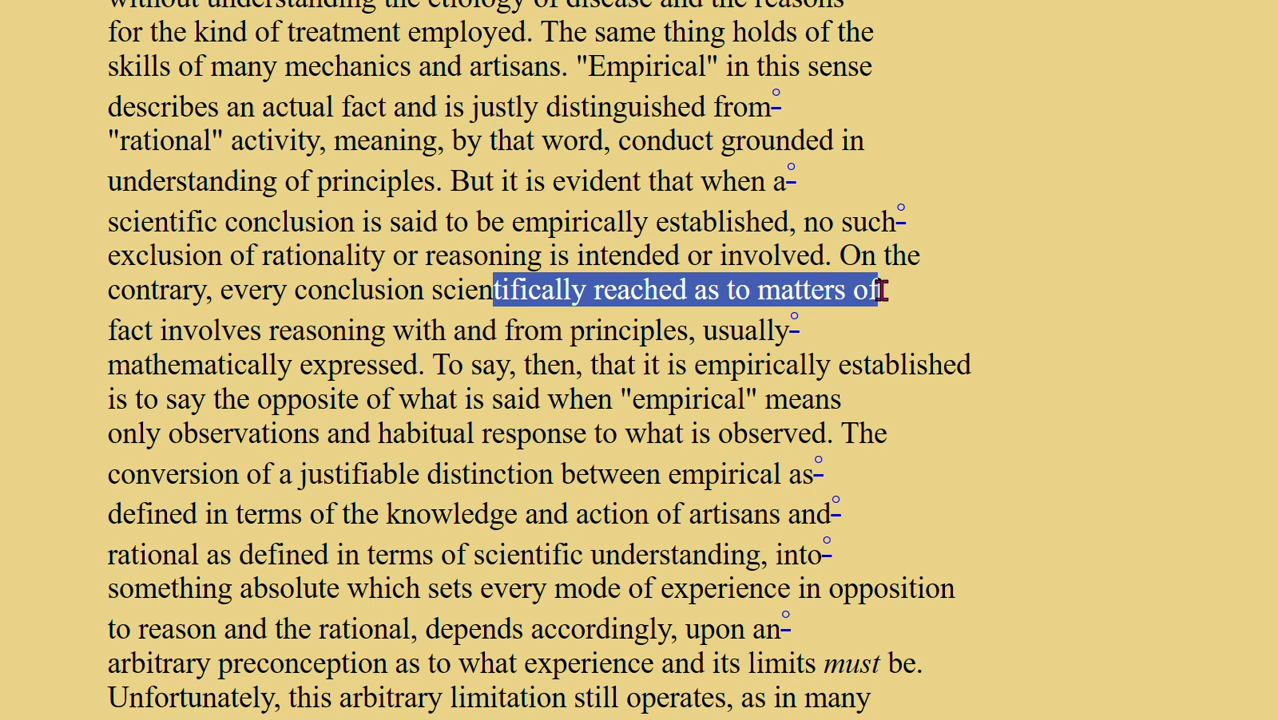 without understanding the etiology of disease and the reasons
for the kind of treatment employed. The same thing holds of the
skills of many mechanics and artisans. "Empirical" in this sense
describes an actual fact and is justly distinguished from
"rational" activity, meaning, by that word, conduct grounded in
understanding of principles. But it is evident that when a
scientific conclusion is said to be empirically established, no such
exclusion of rationality or reasoning is intended or involved. On the
contrary, every conclusion scientifically reached as to matters of
fact involves reasoning with and from principles, usually
mathematically expressed. To say, then, that it is empirically established
is to say the opposite of what is said when "empirical" means
only observations and habitual response to what is observed. The
conversion of a justifiable distinction between empirical as
defined in terms of the knowledge and action of artisans and
rational as defined in terms of scientific understanding, into
something absolute which sets every mode of experience in opposition
to reason and the rational, depends accordingly, upon an
arbitrary preconception as to what experience and its limits must be.
Unfortunately, this arbitrary limitation still operates, as in many